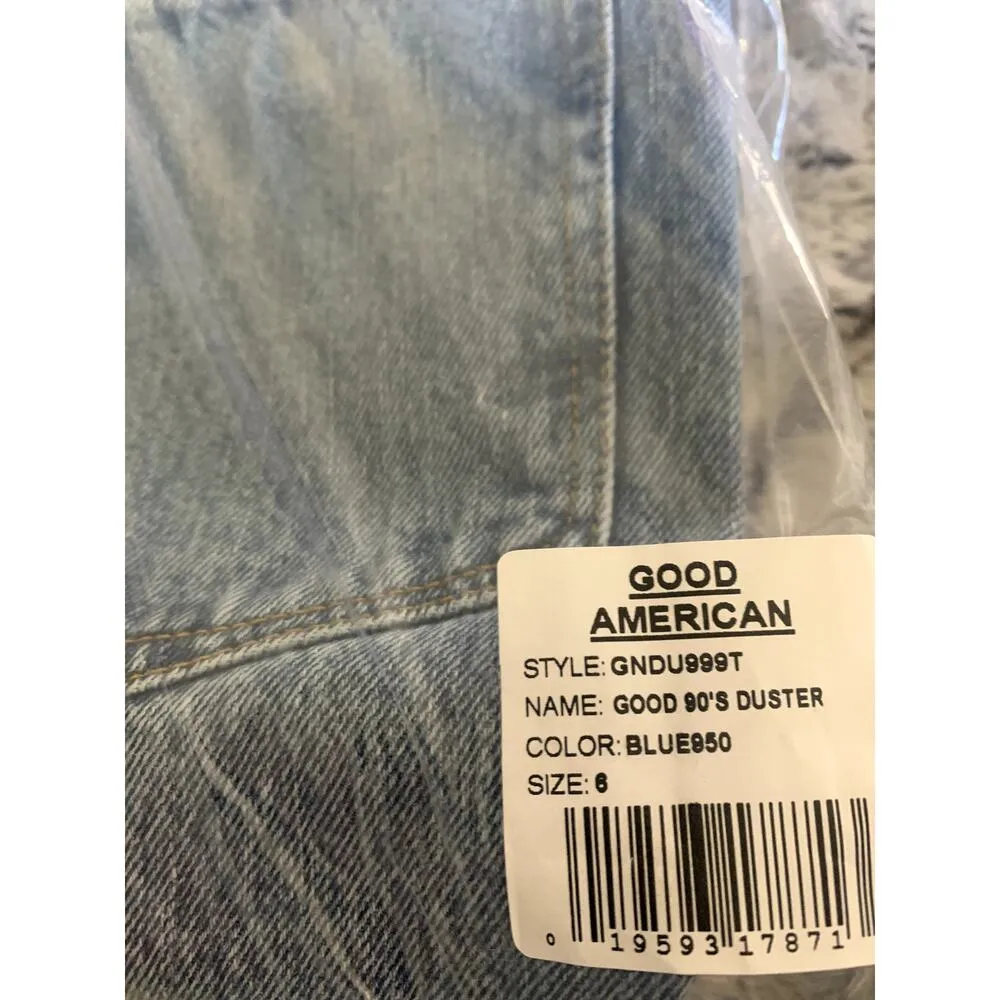 GOOD
AMERICAN
STYLE: GNDU999T
NAME: GOOD 90'S DUSTER
COLOR: BLUE950
SIZE: 6
0 19593 17871